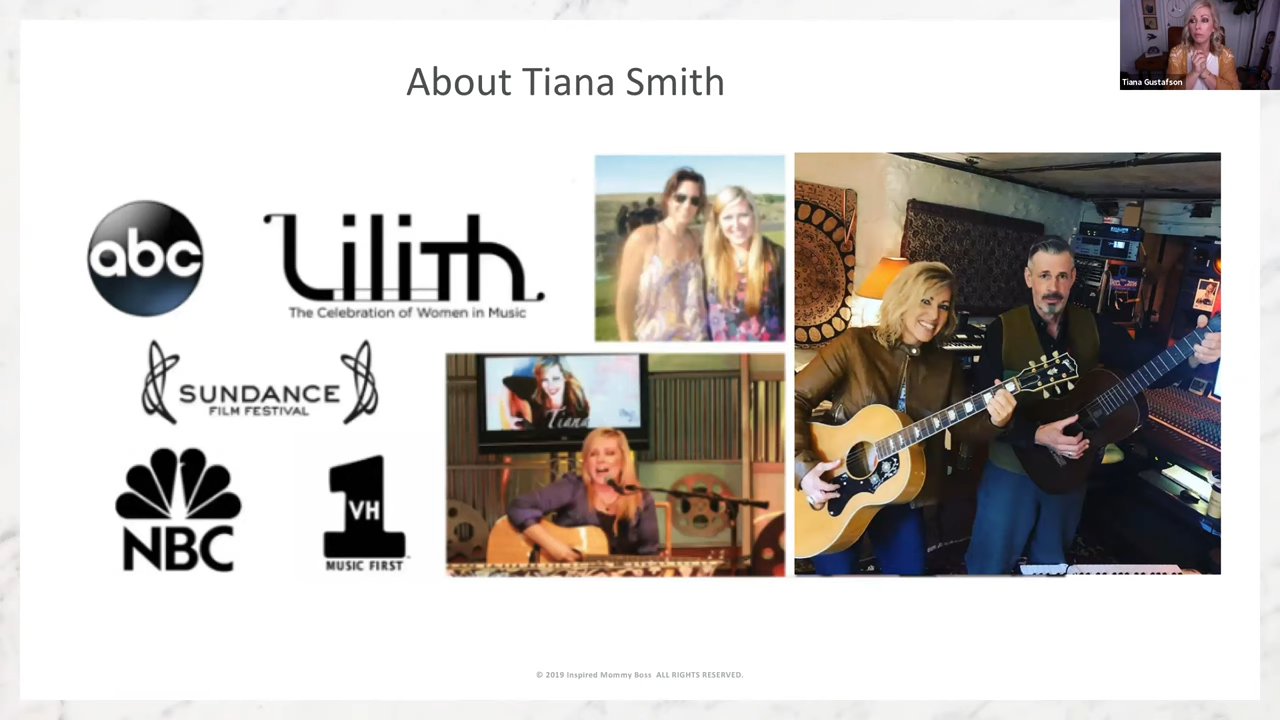 About Tiana Smith
Tiana Gustafson
abc
Lilith
The Celebration of Women in Music
SUNDANCE
FILM FESTIVAL
NBC
VH
1
MUSIC FIRST
Tiana
© 2019 Inspired Mommy Boss ALL RIGHTS RESERVED.